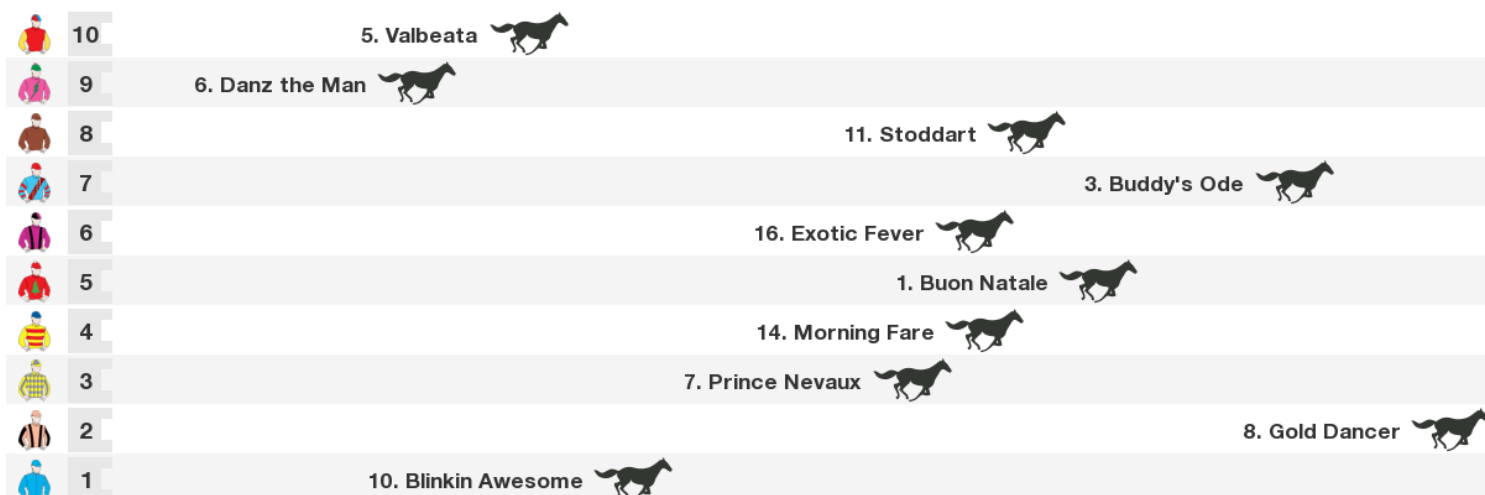 10 5. Valbeata
9 6. Danz the Man
8 11. Stoddart
7 3. Buddy's Ode
6 16. Exotic Fever
5 1. Buon Natale
4 14. Morning Fare
3 7. Prince Nevaux
2 8. Gold Dancer
1 10. Blinkin Awesome